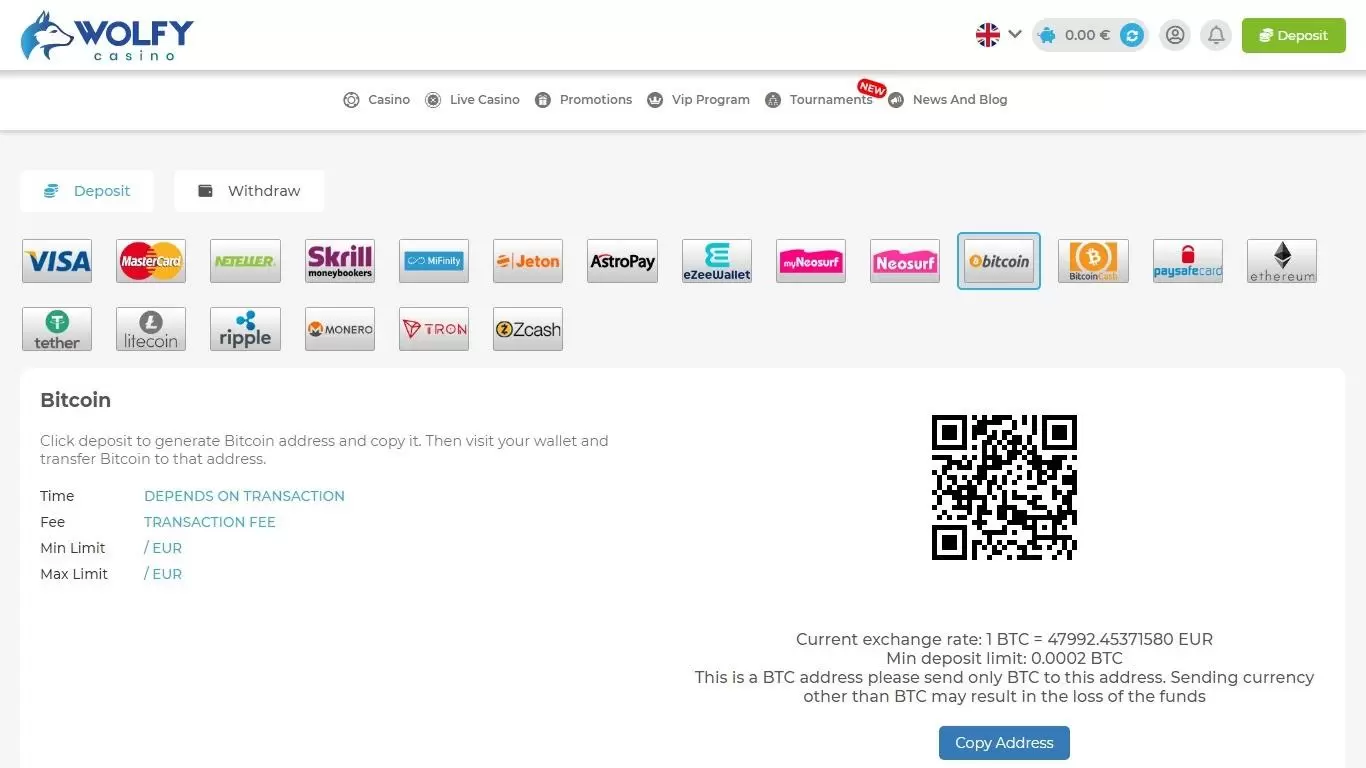 WOLFY
casino
0.00 €
Deposit
Casino
Live Casino
Promotions
Vip Program
Tournaments
NEW
News And Blog
Deposit
Withdraw
VISA
MasterCard
NETELLER
Skrill
moneybookers
MiFinity
Jeton
AstroPay
eZeeWallet
myNeosurf
Neosurf
bitcoin
BitcoinCash
paysafecard
ethereum
tether
litecoin
ripple
MONERO
TRON
Zcash
Bitcoin
Click deposit to generate Bitcoin address and copy it. Then visit your wallet and
transfer Bitcoin to that address.
Time DEPENDS ON TRANSACTION
Fee TRANSACTION FEE
Min Limit / EUR
Max Limit / EUR
Current exchange rate: 1 BTC = 47992.45371580 EUR
Min deposit limit: 0.0002 BTC
This is a BTC address please send only BTC to this address. Sending currency
other than BTC may result in the loss of the funds
Copy Address